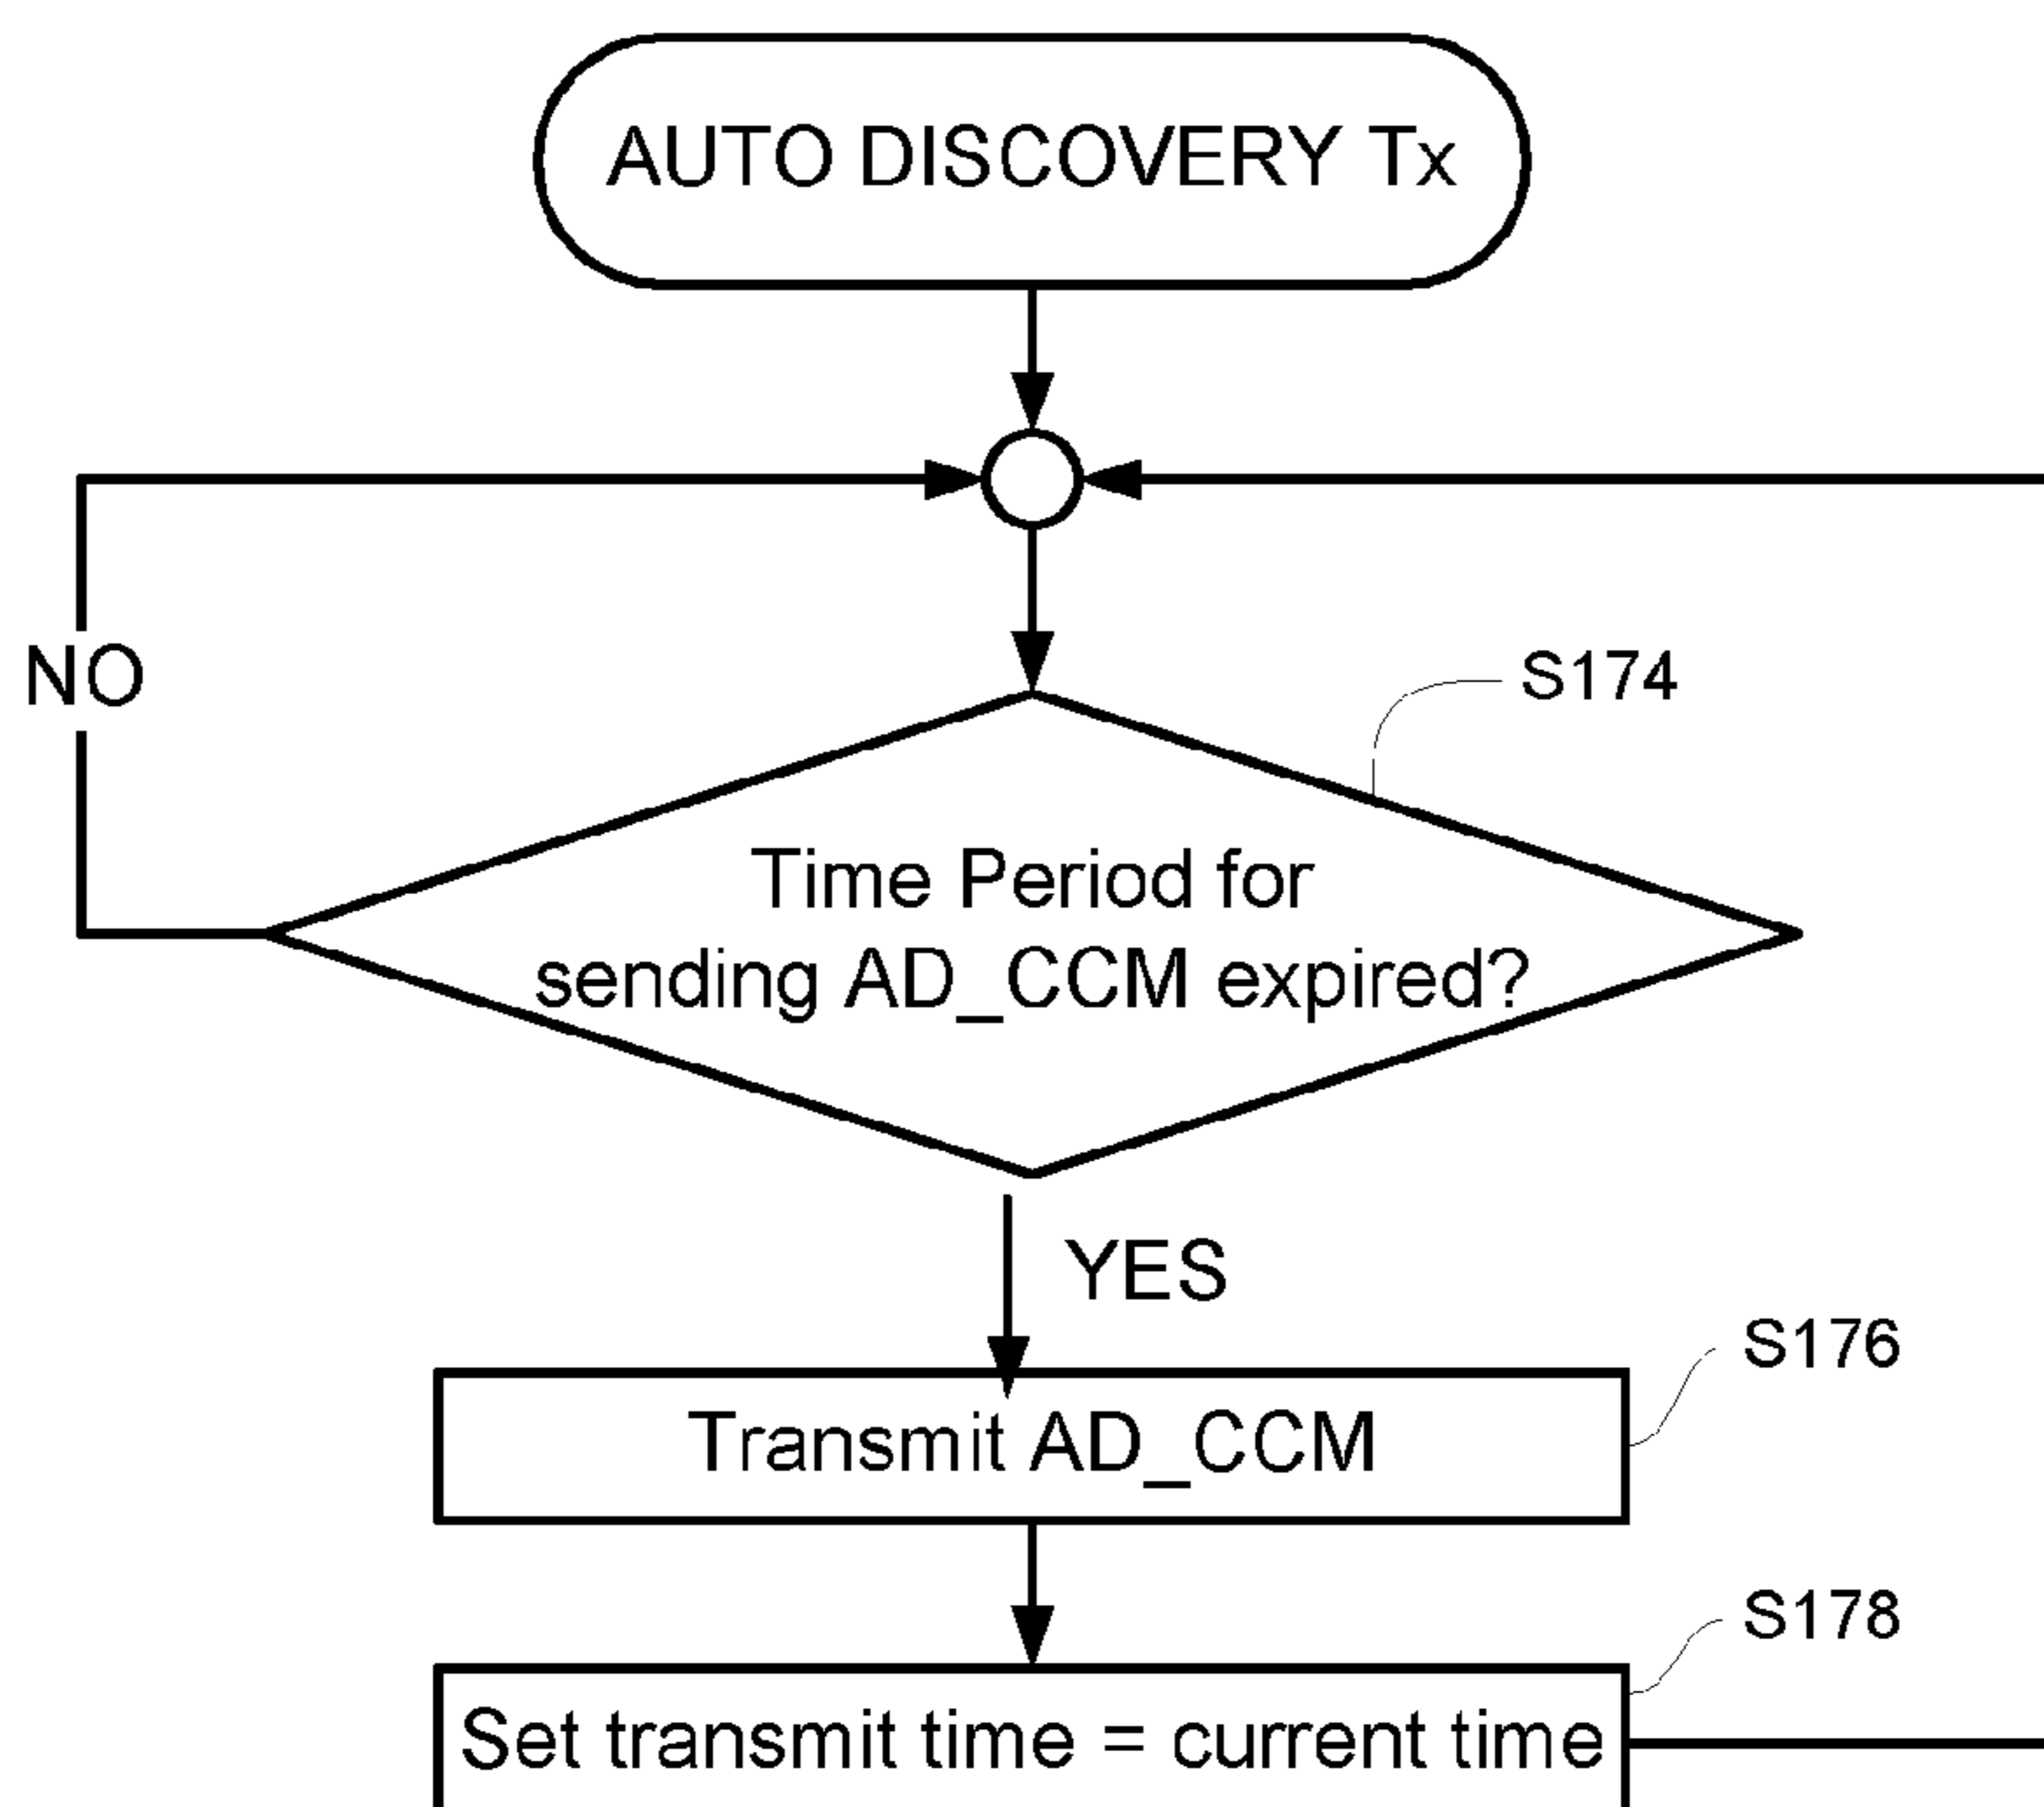 AUTO DISCOVERY Tx
NO
S174
Time Period for
sending AD_CCM expired?
YES
S176
Transmit AD_CCM
S178
Set transmit time = current time